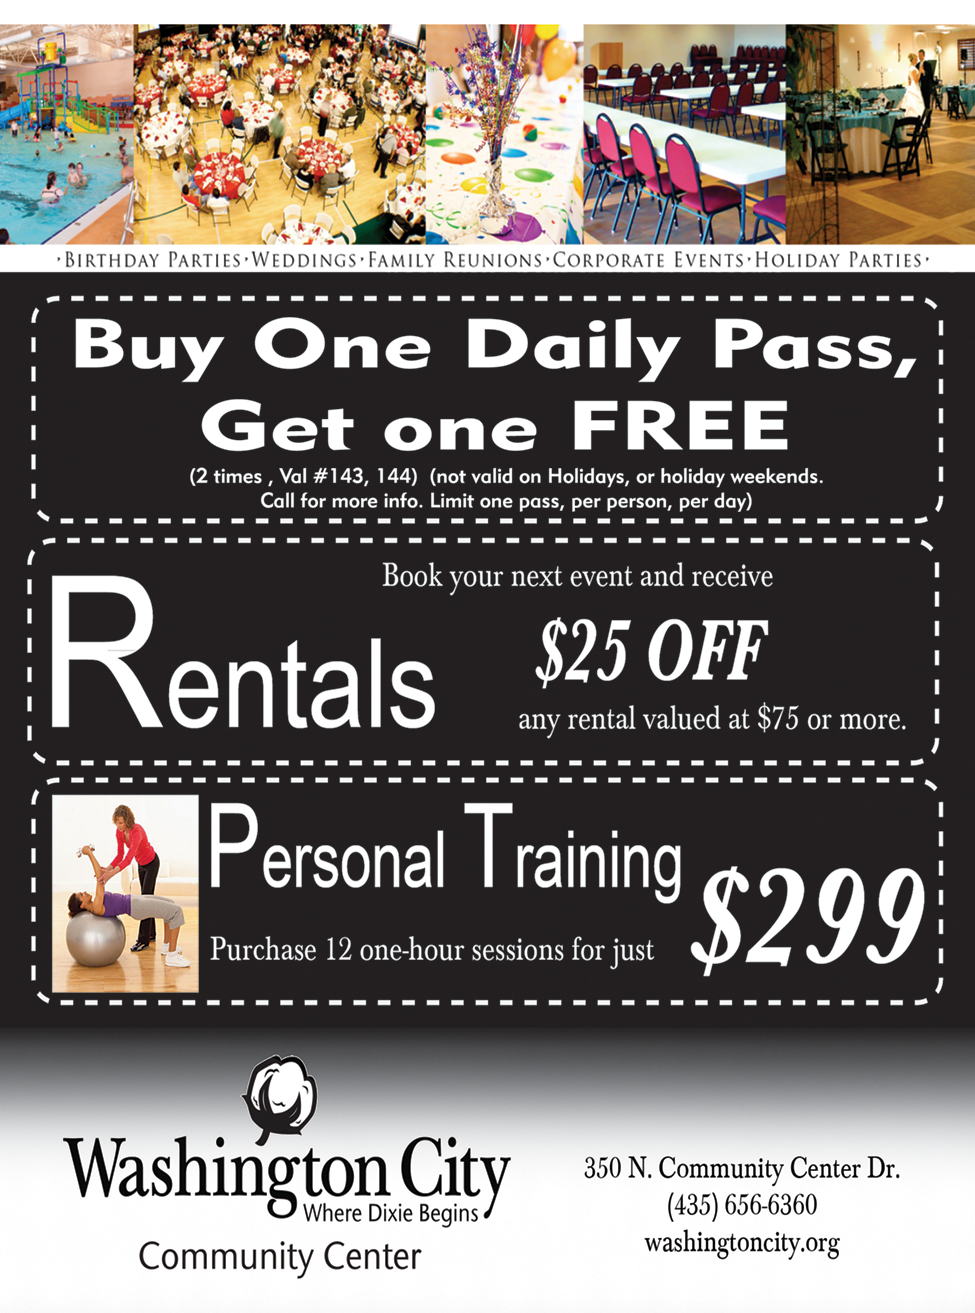 ·Birthday Parties·Weddings·Family Reunions·Corporate Events·Holiday Parties·
Buy One Daily Pass,
Get one FREE
(2 times , Val #143, 144)  (not valid on Holidays, or holiday weekends.
Call for more info. Limit one pass, per person, per day)
Book your next event and receive
Rentals
$25 OFF
any rental valued at $75 or more.
Personal Training
Purchase 12 one-hour sessions for just
$299
Washington City
Where Dixie Begins
Community Center
350 N. Community Center Dr.
(435) 656-6360
washingtoncity.org